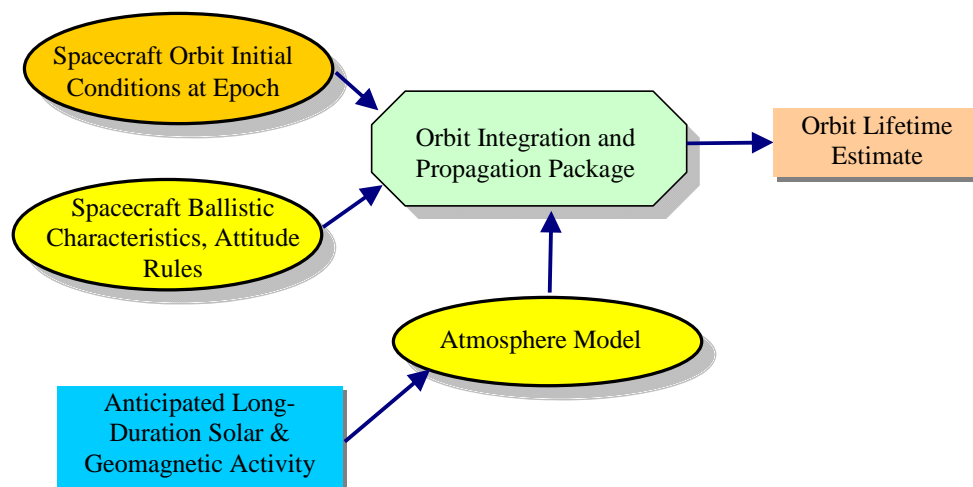 Spacecraft Orbit Initial
Conditions at Epoch
Orbit Integration and
Propagation Package
Orbit Lifetime
Estimate
Spacecraft Ballistic
Characteristics, Attitude
Rules
Atmosphere Model
Anticipated Long-
Duration Solar &
Geomagnetic Activity